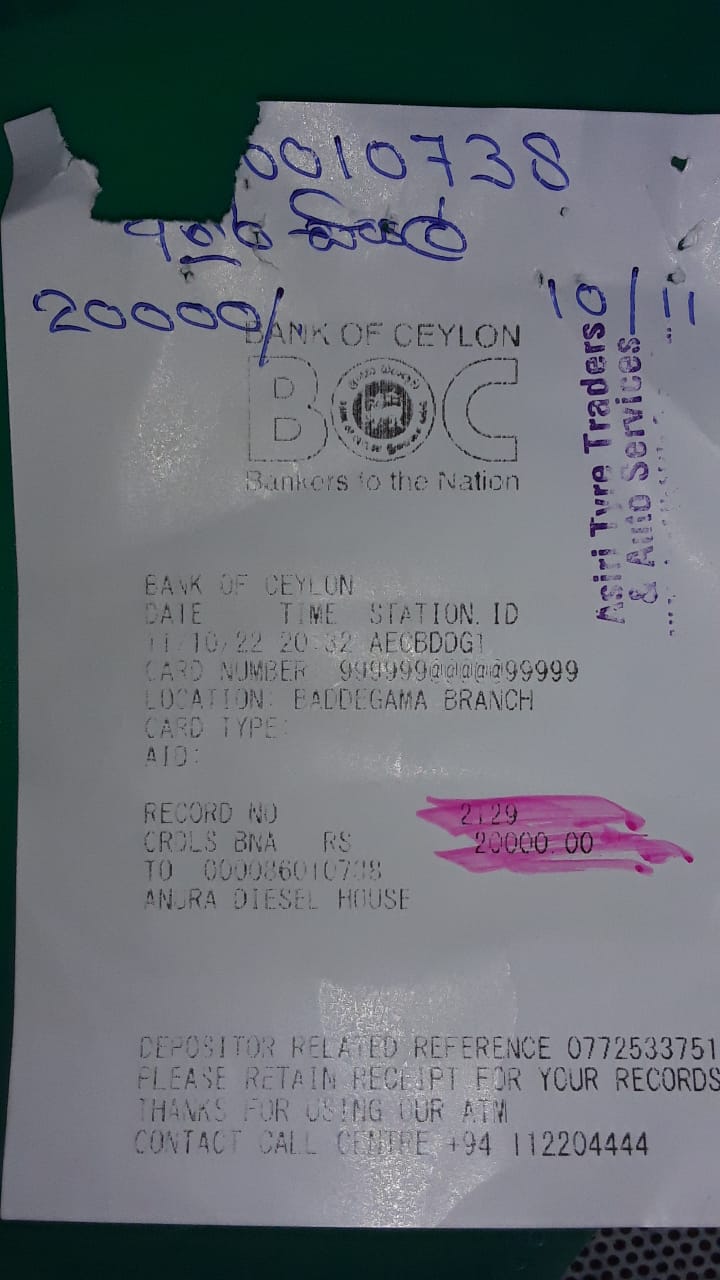 0010738
අනුර ඩීසල්
20000/
10/11
BANK OF CEYLON
BOC
Bankers to the Nation
Asiri Tyre Traders
& Auto Services
BANK OF CEYLON
DATE TIME STATION.ID
11/10/22 20:32 AECBDDG1
CARD NUMBER 999999@@@@@99999
LOCATION: BADDEGAMA BRANCH
CARD TYPE:
AID:
RECORD NO 2129
CRDLS BNA RS 20000.00
TO 000086010738
ANURA DIESEL HOUSE
DEPOSITOR RELATED REFERENCE 0772533751
PLEASE RETAIN RECEIPT FOR YOUR RECORDS
THANKS FOR USING OUR ATM
CONTACT CALL CENTRE +94 112204444